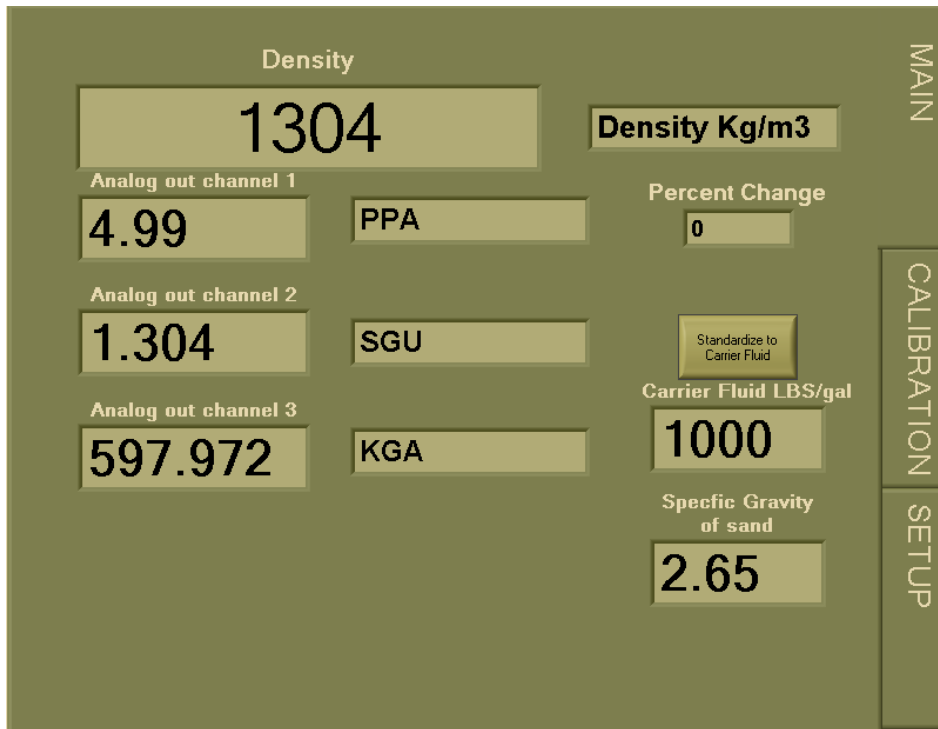 Density
1304
Density Kg/m3
Analog out channel 1
4.99
PPA
Percent Change
0
Analog out channel 2
1.304
SGU
Standardize to
Carrier Fluid
Analog out channel 3
597.972
KGA
Carrier Fluid LBS/gal
1000
Specfic Gravity
of sand
2.65
MAIN
CALIBRATION
SETUP